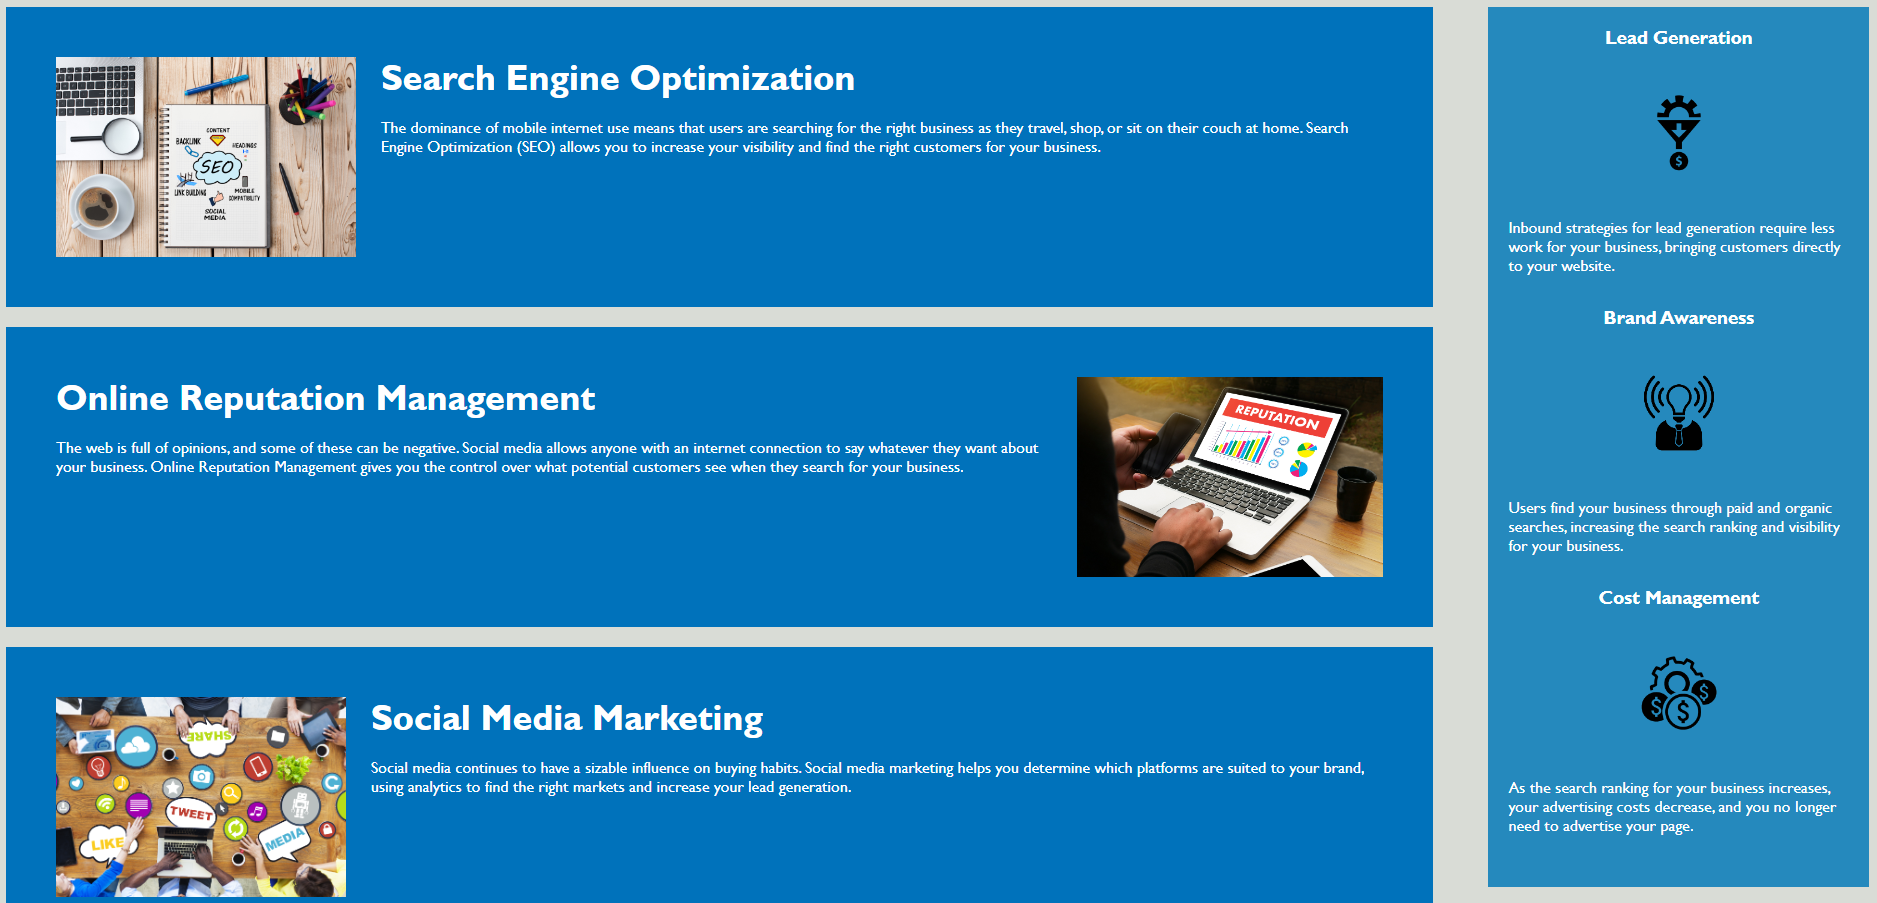 Search Engine Optimization
The dominance of mobile internet use means that users are searching for the right business as they travel, shop, or sit on their couch at home. Search
Engine Optimization (SEO) allows you to increase your visibility and find the right customers for your business.
CONTENT
BACKLINK
HEADINGS
SEO
LINK BUILDING
MOBILE
COMPATIBILITY
SOCIAL
MEDIA
Online Reputation Management
The web is full of opinions, and some of these can be negative. Social media allows anyone with an internet connection to say whatever they want about
your business. Online Reputation Management gives you the control over what potential customers see when they search for your business.
REPUTATION
Social Media Marketing
Social media continues to have a sizable influence on buying habits. Social media marketing helps you determine which platforms are suited to your brand,
using analytics to find the right markets and increase your lead generation.
SHARE
TWEET
LIKE
MEDIA
Lead Generation
$
Inbound strategies for lead generation require less
work for your business, bringing customers directly
to your website.
Brand Awareness
Users find your business through paid and organic
searches, increasing the search ranking and visibility
for your business.
Cost Management
$ $ $
As the search ranking for your business increases,
your advertising costs decrease, and you no longer
need to advertise your page.